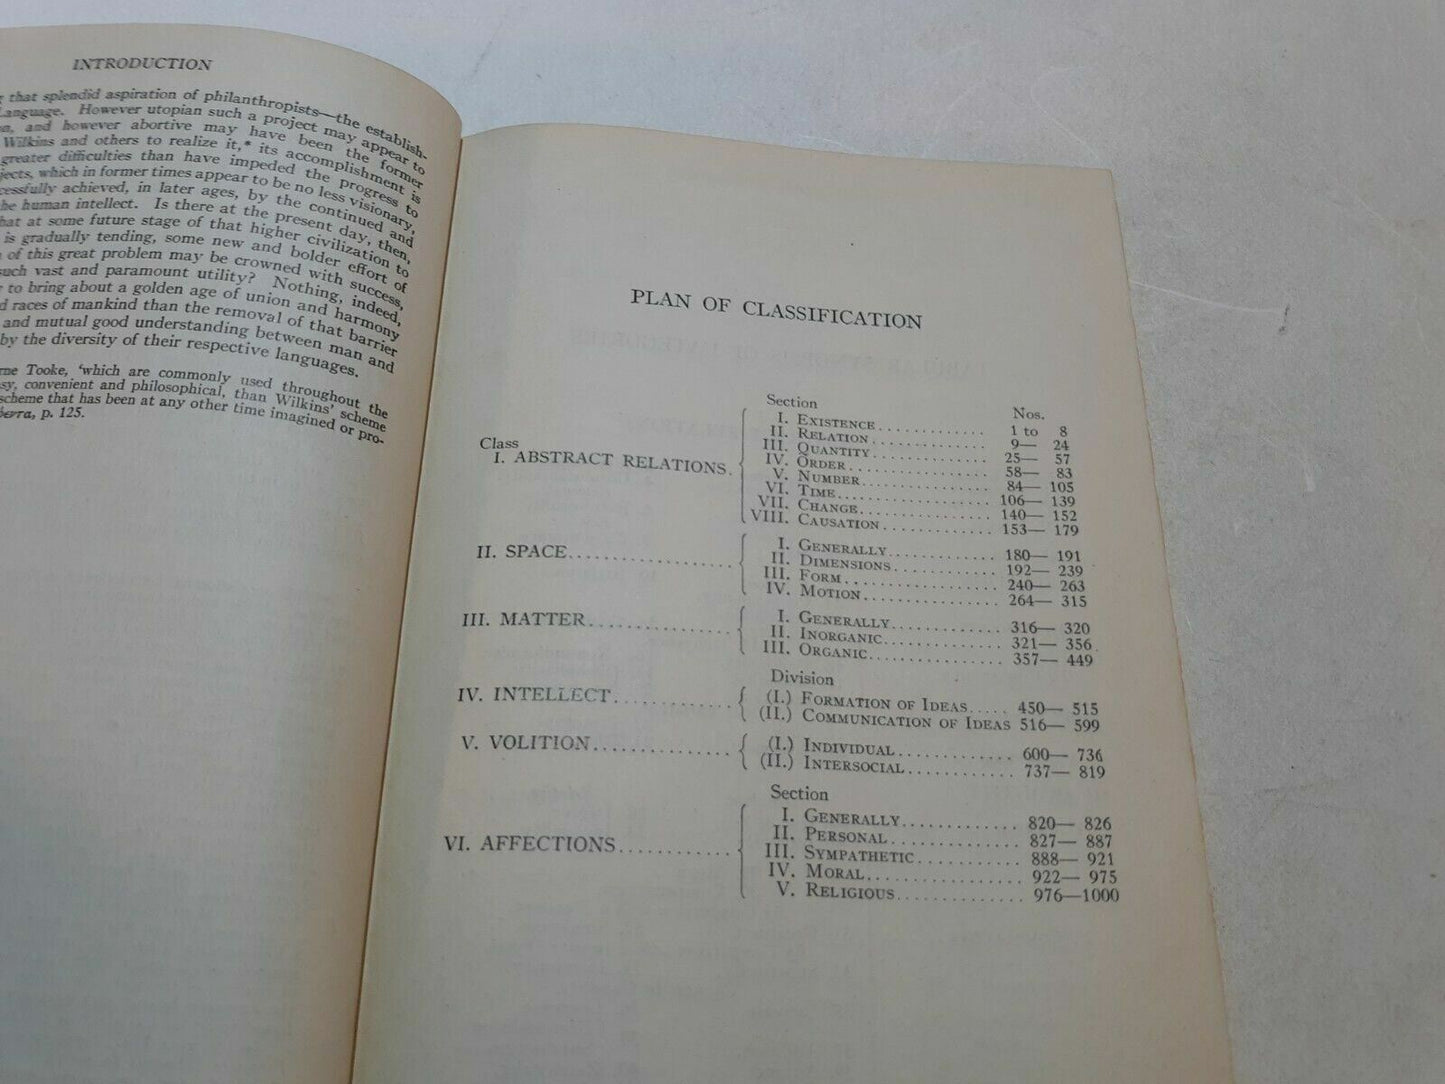 INTRODUCTION
that splendid aspiration of philanthropists—the establish-
Language. However utopian such a project may appear to
and however abortive may have been the former
Wilkins and others to realize it,* its accomplishment is
greater difficulties than have impeded the progress to
jects, which in former times appear to be no less visionary,
cessfully achieved, in later ages, by the continued and
he human intellect. Is there at the present day, then,
hat at some future stage of that higher civilization to
is gradually tending, some new and bolder effort of
of this great problem may be crowned with success,
such vast and paramount utility? Nothing, indeed,
to bring about a golden age of union and harmony
d races of mankind than the removal of that barrier
and mutual good understanding between man and
by the diversity of their respective languages.
rne Tooke, 'which are commonly used throughout the
sy, convenient and philosophical, than Wilkins' scheme
scheme that has been at any other time imagined or pro-
berra, p. 125.
PLAN OF CLASSIFICATION
Section Nos.
Class
I. ABSTRACT RELATIONS.
I. EXISTENCE 1 to 8
II. RELATION 9— 24
III. QUANTITY 25— 57
IV. ORDER 58— 83
V. NUMBER 84— 105
VI. TIME 106— 139
VII. CHANGE 140— 152
VIII. CAUSATION 153— 179
II. SPACE
I. GENERALLY 180— 191
II. DIMENSIONS 192— 239
III. FORM 240— 263
IV. MOTION 264— 315
III. MATTER
I. GENERALLY 316— 320
II. INORGANIC 321— 356
III. ORGANIC 357— 449
Division
IV. INTELLECT
(I.) FORMATION OF IDEAS 450— 515
(II.) COMMUNICATION OF IDEAS 516— 599
V. VOLITION
(I.) INDIVIDUAL 600— 736
(II.) INTERSOCIAL 737— 819
Section
VI. AFFECTIONS
I. GENERALLY 820— 826
II. PERSONAL 827— 887
III. SYMPATHETIC 888— 921
IV. MORAL 922— 975
V. RELIGIOUS 976—1000